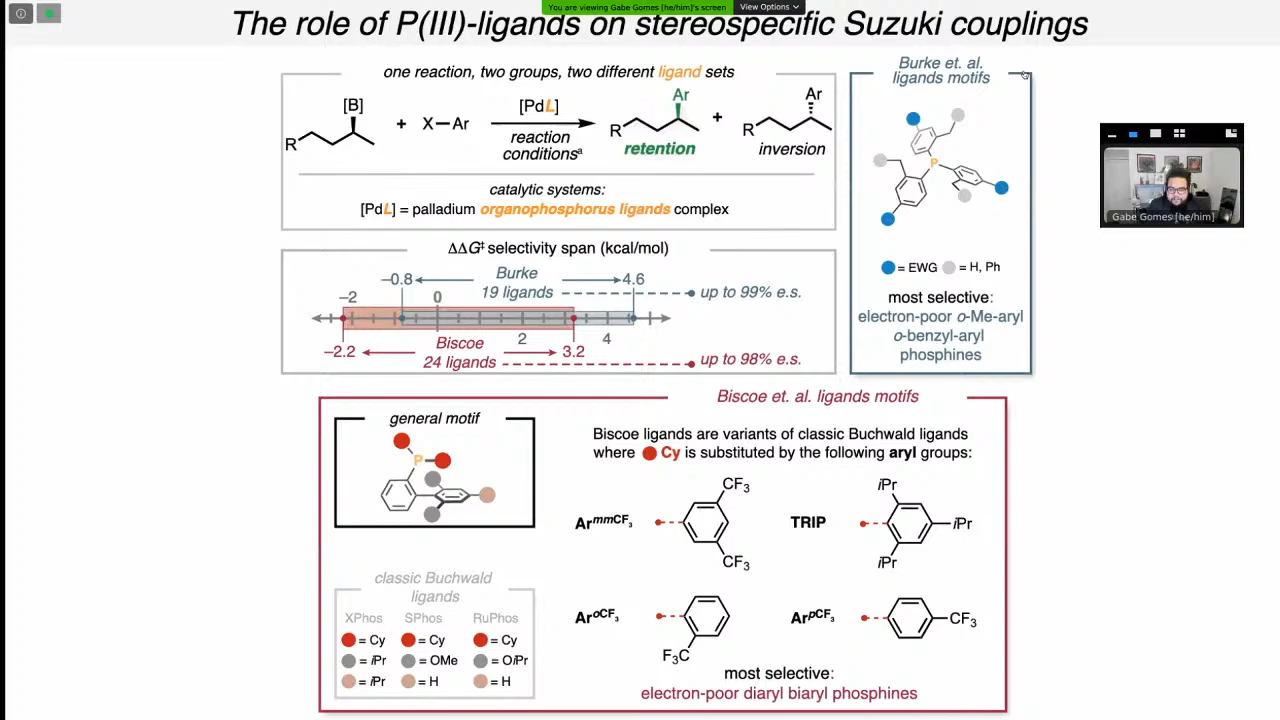 You are viewing Gabe Gomes [he/him]'s screen
View Options
The role of P(III)-ligands on stereospecific Suzuki couplings
one reaction, two groups, two different ligand sets
[B]
R
+
X—Ar
[PdL]
reaction
conditionsᵃ
Ar
R
retention
+
Ar
R
inversion
catalytic systems:
[PdL] = palladium organophosphorus ligands complex
ΔΔG‡ selectivity span (kcal/mol)
−0.8
Burke
19 ligands
4.6
up to 99% e.s.
−2
0
2
4
−2.2
Biscoe
24 ligands
3.2
up to 98% e.s.
Burke et. al.
ligands motifs
P
= EWG
= H, Ph
most selective:
electron-poor o-Me-aryl
o-benzyl-aryl
phosphines
Gabe Gomes [he/him]
Biscoe et. al. ligands motifs
general motif
P
classic Buchwald
ligands
XPhos SPhos RuPhos
= Cy = Cy = Cy
= iPr = OMe = OiPr
= iPr = H = H
Biscoe ligands are variants of classic Buchwald ligands
where Cy is substituted by the following aryl groups:
ArmmCF₃
CF₃
CF₃
TRIP
iPr
iPr
iPr
AroCF₃
F₃C
ArpCF₃
CF₃
most selective:
electron-poor diaryl biaryl phosphines